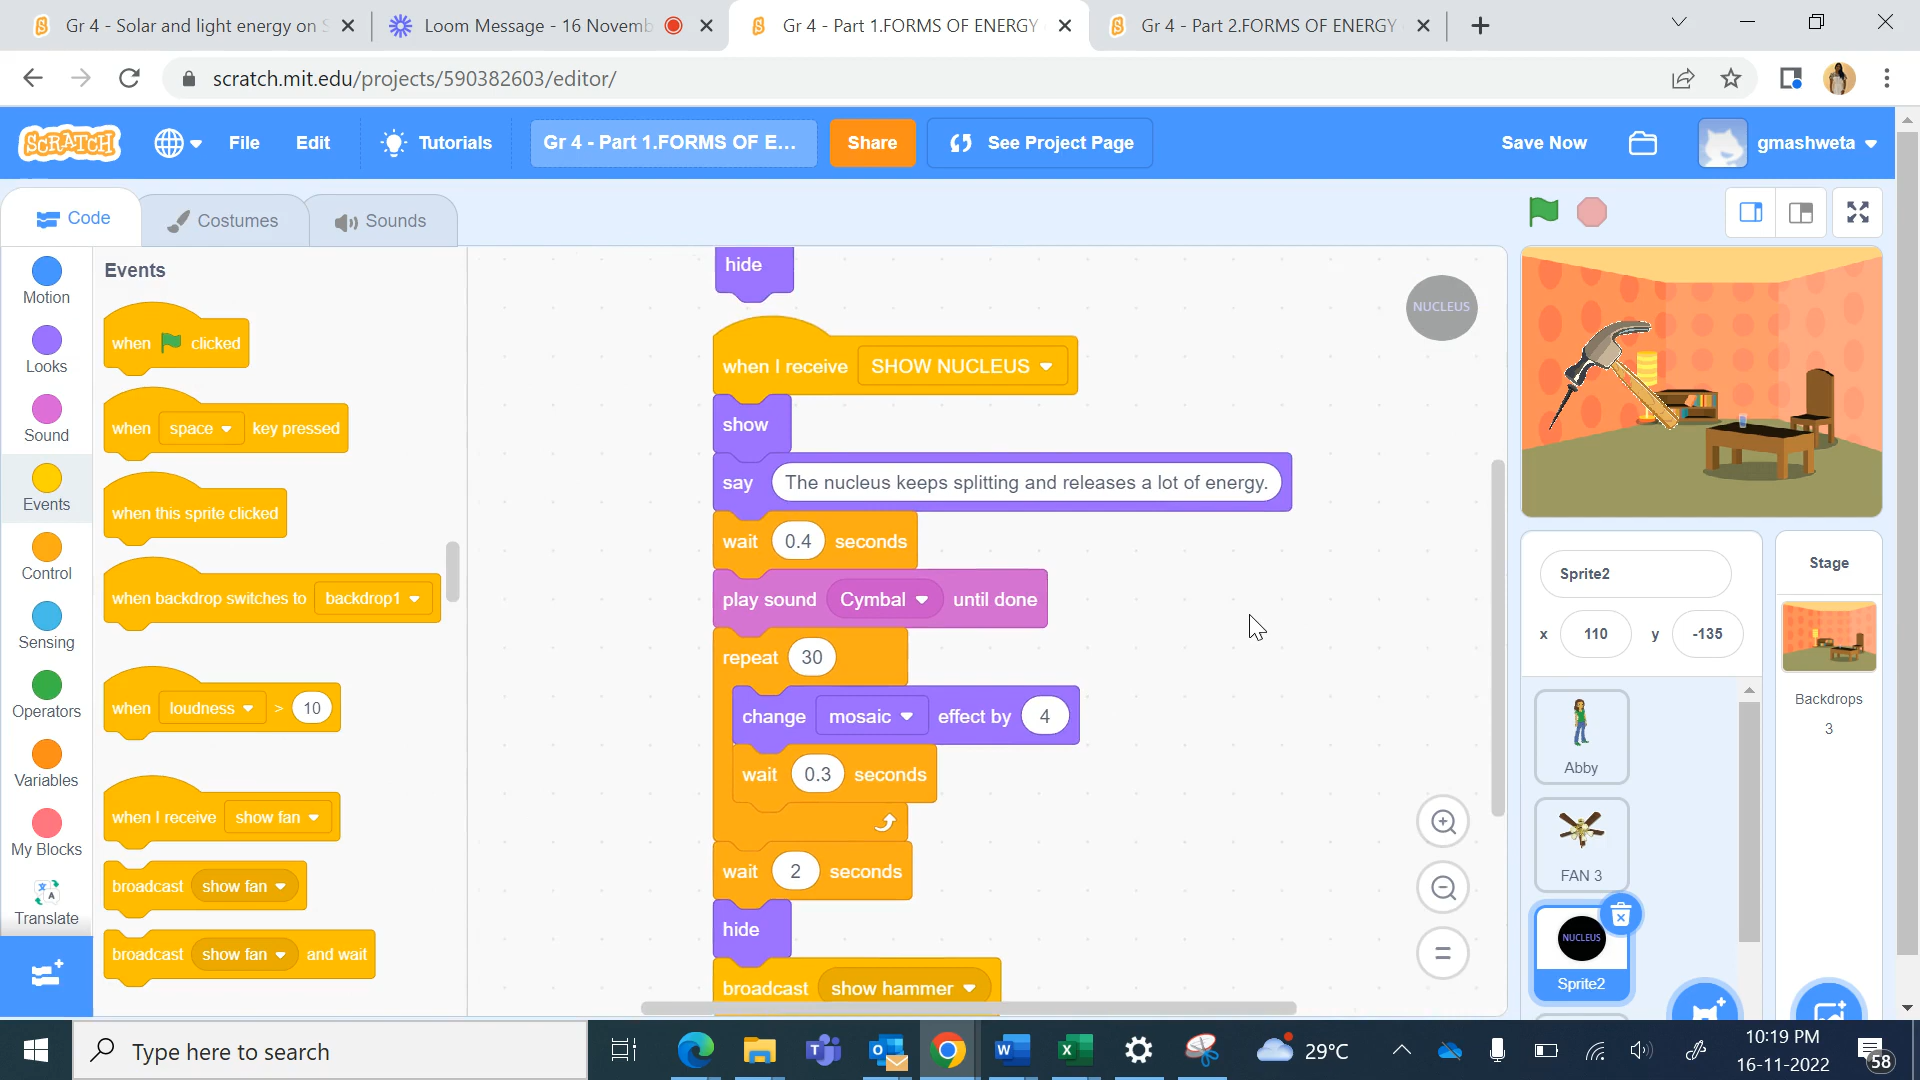 Gr 4 - Solar and light energy on S
Loom Message - 16 Novemb
Gr 4 - Part 1.FORMS OF ENERGY
Gr 4 - Part 2.FORMS OF ENERGY
scratch.mit.edu/projects/590382603/editor/
SCRATCH
File
Edit
Tutorials
Gr 4 - Part 1.FORMS OF E...
Share
See Project Page
Save Now
gmashweta
Code
Costumes
Sounds
Motion
Looks
Sound
Events
Control
Sensing
Operators
Variables
My Blocks
Translate
Events
when clicked
when space key pressed
when this sprite clicked
when backdrop switches to backdrop1
when loudness > 10
when I receive show fan
broadcast show fan
broadcast show fan and wait
hide
when I receive SHOW NUCLEUS
show
say The nucleus keeps splitting and releases a lot of energy.
wait 0.4 seconds
play sound Cymbal until done
repeat 30
change mosaic effect by 4
wait 0.3 seconds
wait 2 seconds
hide
broadcast show hammer
NUCLEUS
Sprite2
x 110 y -135
Abby
FAN 3
NUCLEUS
Sprite2
Stage
Backdrops
3
Type here to search
29°C
10:19 PM
16-11-2022
58